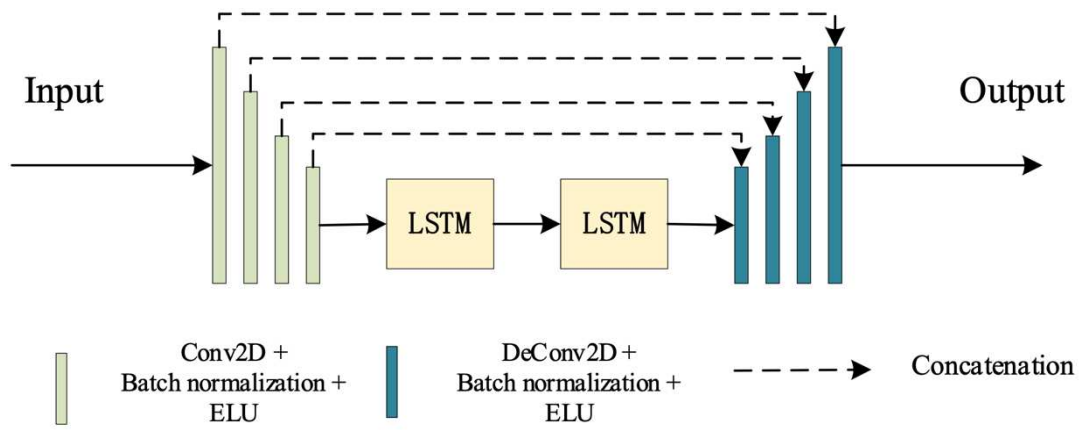 Input
Output
LSTM
LSTM
Conv2D +
Batch normalization +
ELU
DeConv2D +
Batch normalization +
ELU
Concatenation